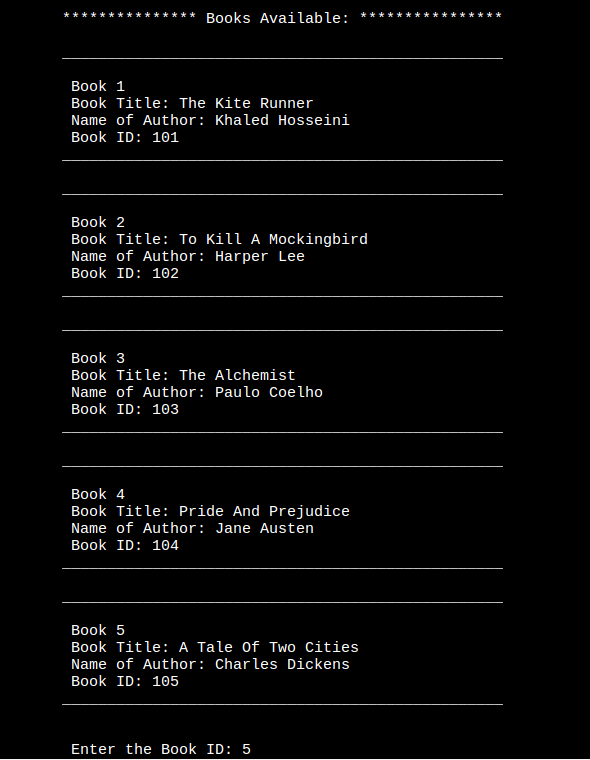 *************** Books Available: ****************
_________________________________________________
Book 1
Book Title: The Kite Runner
Name of Author: Khaled Hosseini
Book ID: 101
_________________________________________________
_________________________________________________
Book 2
Book Title: To Kill A Mockingbird
Name of Author: Harper Lee
Book ID: 102
_________________________________________________
_________________________________________________
Book 3
Book Title: The Alchemist
Name of Author: Paulo Coelho
Book ID: 103
_________________________________________________
_________________________________________________
Book 4
Book Title: Pride And Prejudice
Name of Author: Jane Austen
Book ID: 104
_________________________________________________
_________________________________________________
Book 5
Book Title: A Tale Of Two Cities
Name of Author: Charles Dickens
Book ID: 105
_________________________________________________
Enter the Book ID: 5